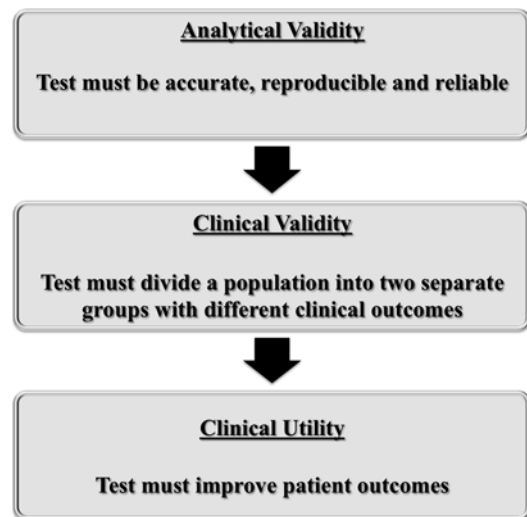 Analytical Validity
Test must be accurate, reproducible and reliable
Clinical Validity
Test must divide a population into two separate
groups with different clinical outcomes
Clinical Utility
Test must improve patient outcomes